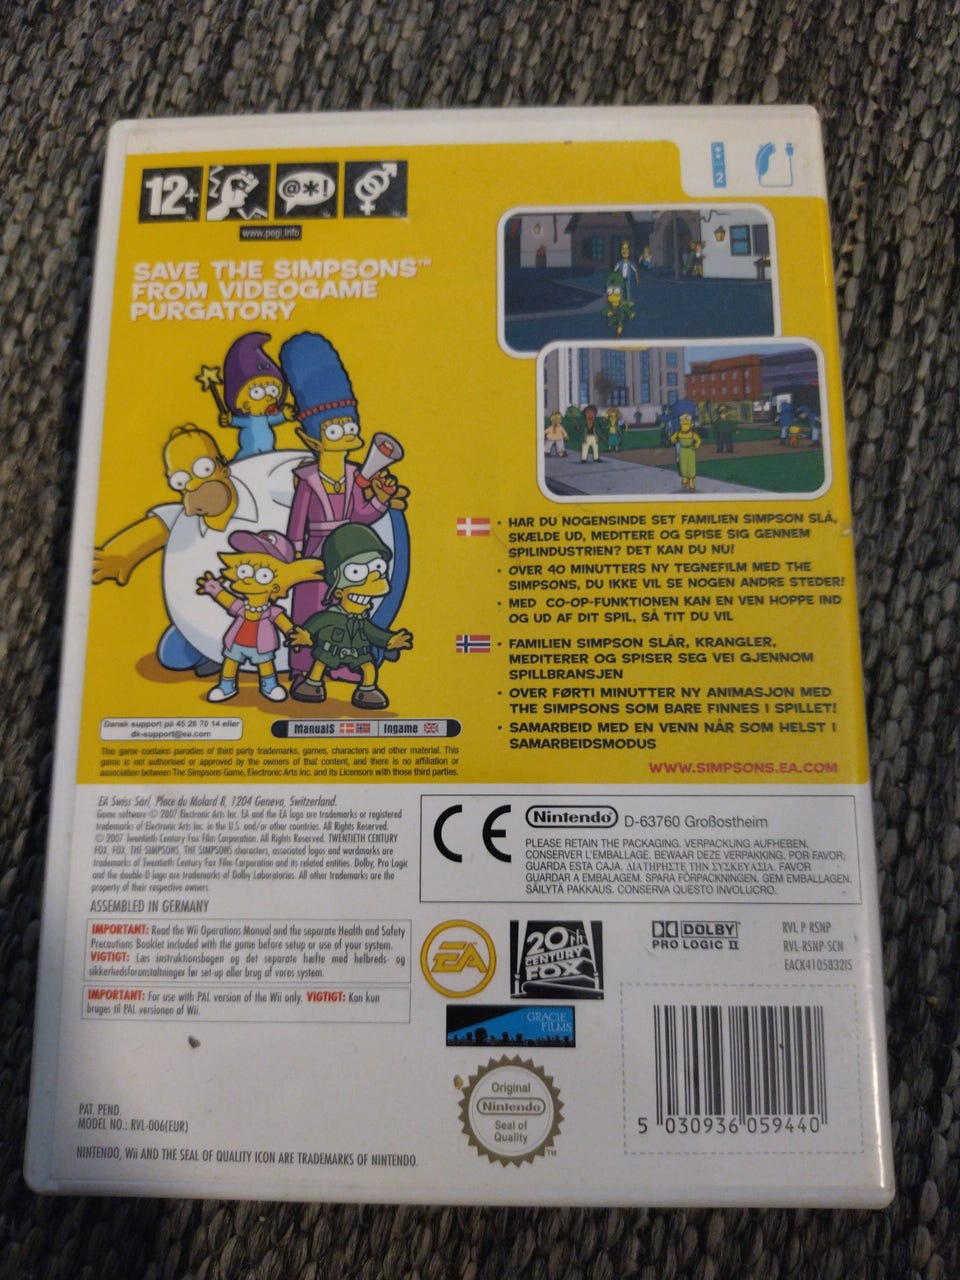 12+
@*!
www.pegi.info
2
SAVE THE SIMPSONS™
FROM VIDEOGAME
PURGATORY
• HAR DU NOGENSINDE SET FAMILIEN SIMPSON SLÅ,
SKÆLDE UD, MEDITERE OG SPISE SIG GENNEM
SPILINDUSTRIEN? DET KAN DU NU!
• OVER 40 MINUTTERS NY TEGNEFILM MED THE
SIMPSONS, DU IKKE VIL SE NOGEN ANDRE STEDER!
• MED CO-OP-FUNKTIONEN KAN EN VEN HOPPE IND
OG UD AF DIT SPIL, SÅ TIT DU VIL
• FAMILIEN SIMPSON SLÅR, KRANGLER,
MEDITERER OG SPISER SEG VEI GJENNOM
SPILLBRANSJEN
• OVER FØRTI MINUTTER NY ANIMASJON MED
THE SIMPSONS SOM BARE FINNES I SPILLET!
• SAMARBEID MED EN VENN NÅR SOM HELST I
SAMARBEIDSMODUS
WWW.SIMPSONS.EA.COM
Dansk support på 45 28 70 14 eller
dk-support@ea.com
Manuals Ingame
This game contains parodies of third party trademarks, games, characters and other material. This
game is not authorised or approved by the owners of that content, and there is no affiliation or
association between The Simpsons Game, Electronic Arts Inc. and its Licensors with those third parties.
EA Swiss Sàrl, Place du Molard 8, 1204 Geneva, Switzerland.
Game software © 2007 Electronic Arts Inc. EA and the EA logo are trademarks or registered
trademarks of Electronic Arts Inc. in the U.S. and/or other countries. All Rights Reserved.
© 2007 Twentieth Century Fox Film Corporation. All Rights Reserved. TWENTIETH CENTURY
FOX, FOX, THE SIMPSONS, THE SIMPSONS characters, associated logos and wordmarks are
trademarks of Twentieth Century Fox Film Corporation and its related entities. Dolby, Pro Logic
and the double-D logo are trademarks of Dolby Laboratories. All other trademarks are the
property of their respective owners.
ASSEMBLED IN GERMANY
CE Nintendo D-63760 Großostheim
PLEASE RETAIN THE PACKAGING. VERPACKUNG AUFHEBEN.
CONSERVER L'EMBALLAGE. BEWAAR DEZE VERPAKKING. POR FAVOR,
GUARDA ESTA CAJA. ΔΙΑΤΗΡΗΣΤΕ ΤΗΝ ΣΥΣΚΕΥΑΣΙΑ. FAVOR
GUARDAR A EMBALAGEM. SPARA FÖRPACKNINGEN. GEM EMBALLAGEN.
SÄILYTÄ PAKKAUS. CONSERVA QUESTO INVOLUCRO.
IMPORTANT: Read the Wii Operations Manual and the separate Health and Safety
Precautions Booklet included with the game before setup or use of your system.
VIGTIGT: Læs instruktionsbogen og det separate hæfte med helbreds- og
sikkerhedsforanstaltninger før set-up eller brug af vores system.
IMPORTANT: For use with PAL version of the Wii only. VIGTIGT: Kan kun
bruges til PAL versionen af Wii.
EA
20th
CENTURY
FOX
DOLBY
PRO LOGIC II
RVL P RSNP
RVL-RSNP-SCN
EACK4105832IS
GRACIE
FILMS
Original
Nintendo
Seal of
Quality
TM
5 030936 059440
PAT. PEND.
MODEL NO.: RVL-006(EUR)
NINTENDO, Wii AND THE SEAL OF QUALITY ICON ARE TRADEMARKS OF NINTENDO.